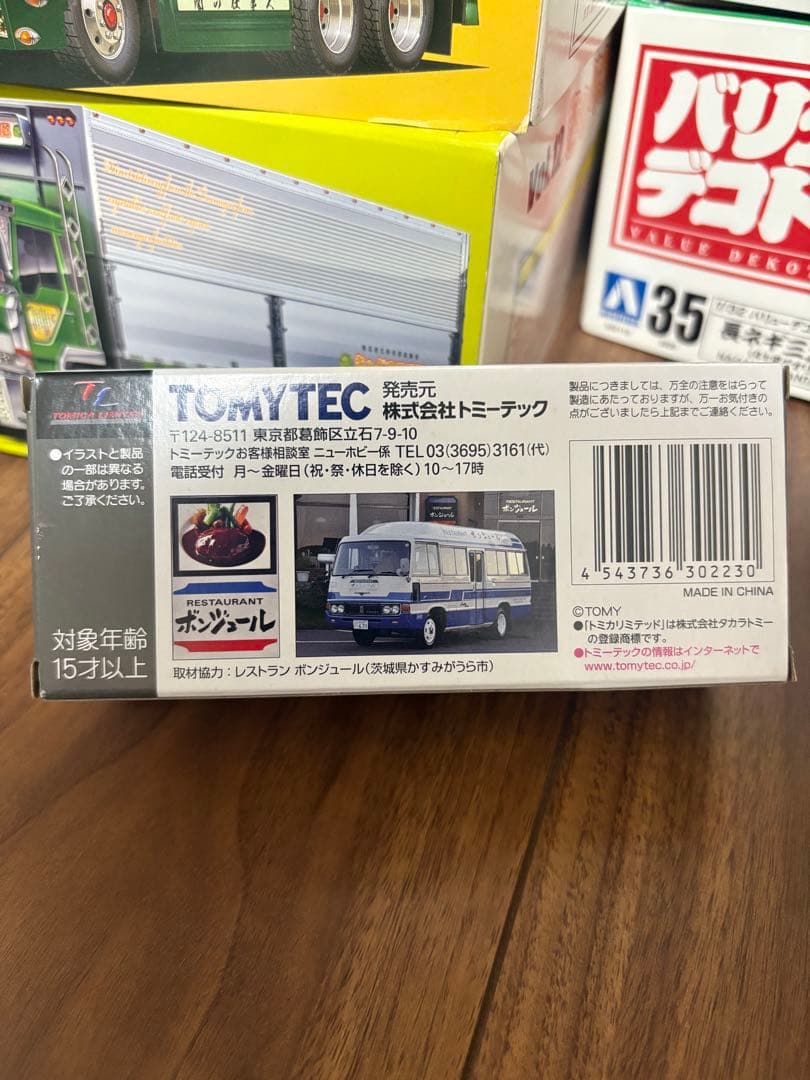 バリュ
デコト
VALUE DEKOT
35
TL
TOMICA LIMITED
●イラストと製品
の一部は異なる
場合があります。
ご了承ください。
対象年齢
15才以上
TOMYTEC 発売元
株式会社トミーテック
〒124-8511 東京都葛飾区立石7-9-10
トミーテックお客様相談室 ニューホビー係 TEL 03(3695)3161(代)
電話受付 月〜金曜日(祝・祭・休日を除く)10〜17時
RESTAURANT
ボンジュール
RESTAURANT
ボンジュール
取材協力:レストラン ボンジュール(茨城県かすみがうら市)
製品につきましては、万全の注意をはらって
製造にあたっておりますが、万一お気付きの
点がございましたら上記までご連絡ください。
4 543736 302230
MADE IN CHINA
©TOMY
●「トミカリミテッド」は株式会社タカラトミー
の登録商標です。
●トミーテックの情報はインターネットで
www.tomytec.co.jp/